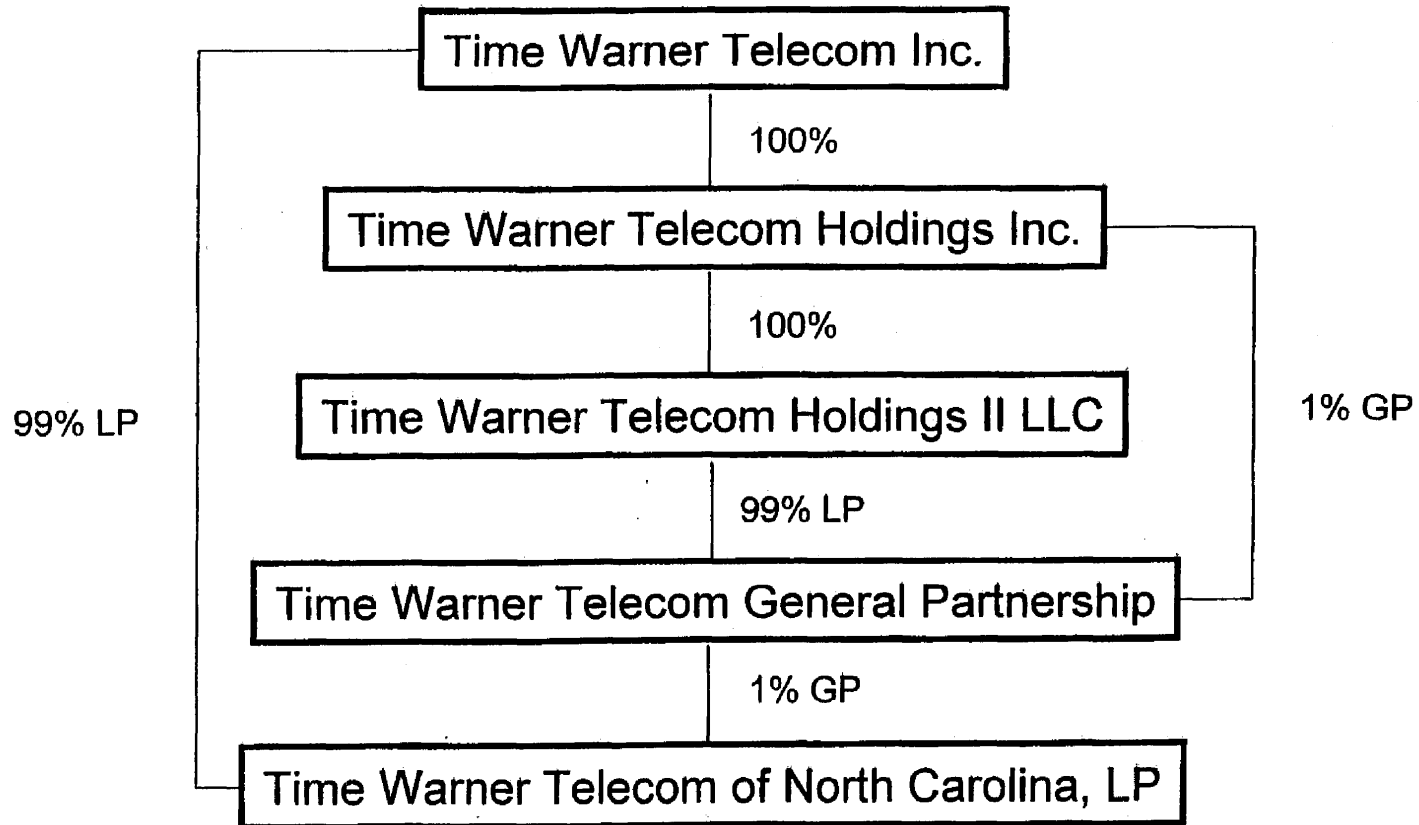 Time Warner Telecom Inc.
100%
Time Warner Telecom Holdings Inc.
100%
Time Warner Telecom Holdings II LLC
99% LP
1% GP
99% LP
Time Warner Telecom General Partnership
1% GP
Time Warner Telecom of North Carolina, LP